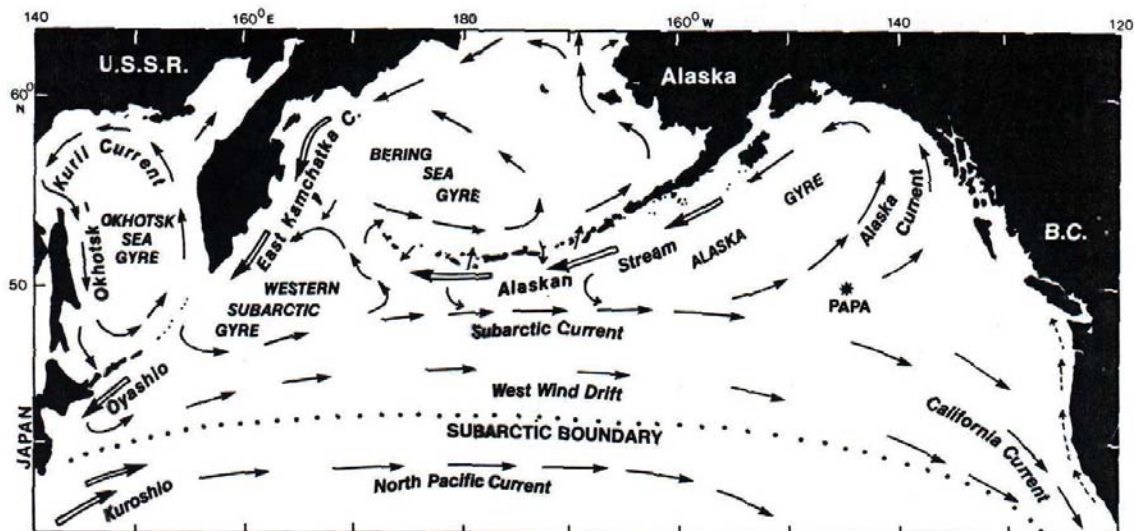 140 160°E 180 160°W 140 120
U.S.S.R.
Alaska
60°
N
Kuril Current
East Kamchatka C.
BERING
SEA
GYRE
GYRE
OKHOTSK
SEA
GYRE
Okhotsk
Alaska
Current
B.C.
Stream
ALASKA
50
WESTERN
SUBARCTIC
GYRE
Alaskan
PAPA
Subarctic Current
Oyashio
West Wind Drift
California Current
JAPAN
SUBARCTIC BOUNDARY
Kuroshio
North Pacific Current